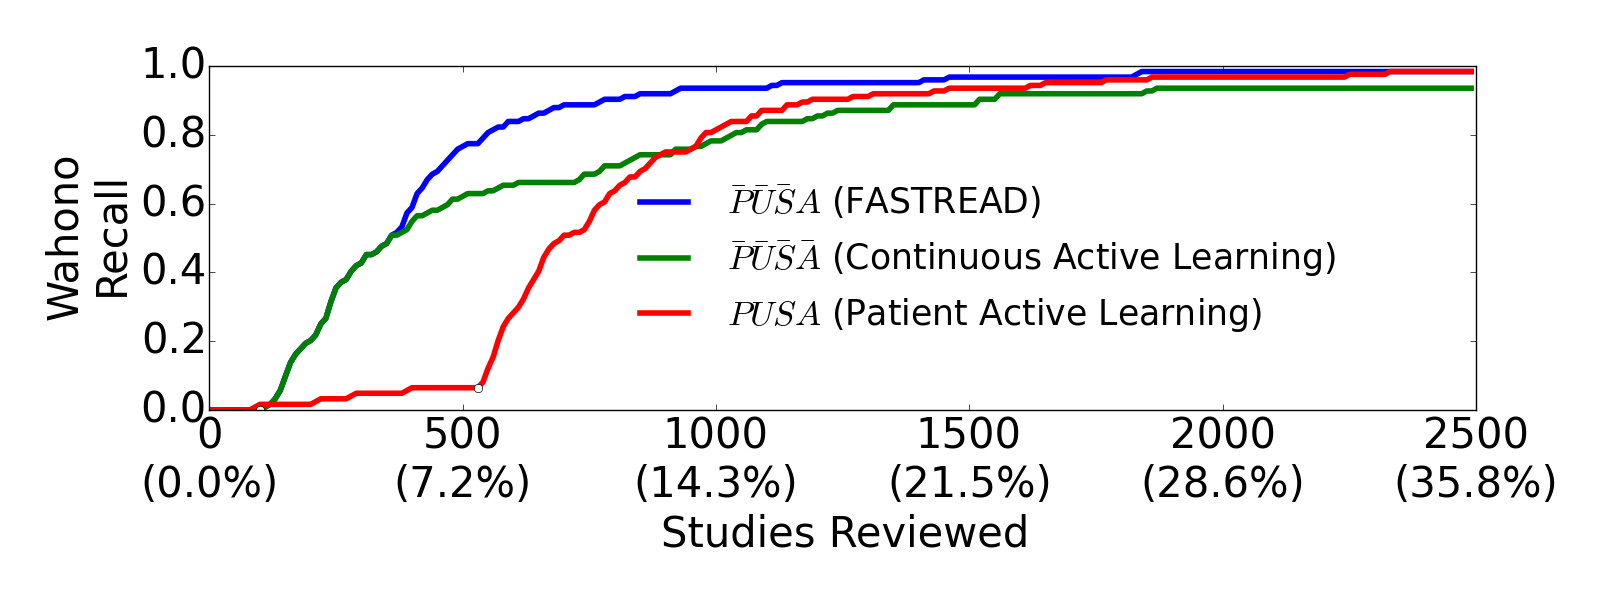 Wahono
Recall
1.0
0.8
0.6
0.4
0.2
0.0
P̄ŪS̄A (FASTREAD)
P̄ŪS̄Ā (Continuous Active Learning)
PUSA (Patient Active Learning)
0 500 1000 1500 2000 2500
(0.0%) (7.2%) (14.3%) (21.5%) (28.6%) (35.8%)
Studies Reviewed